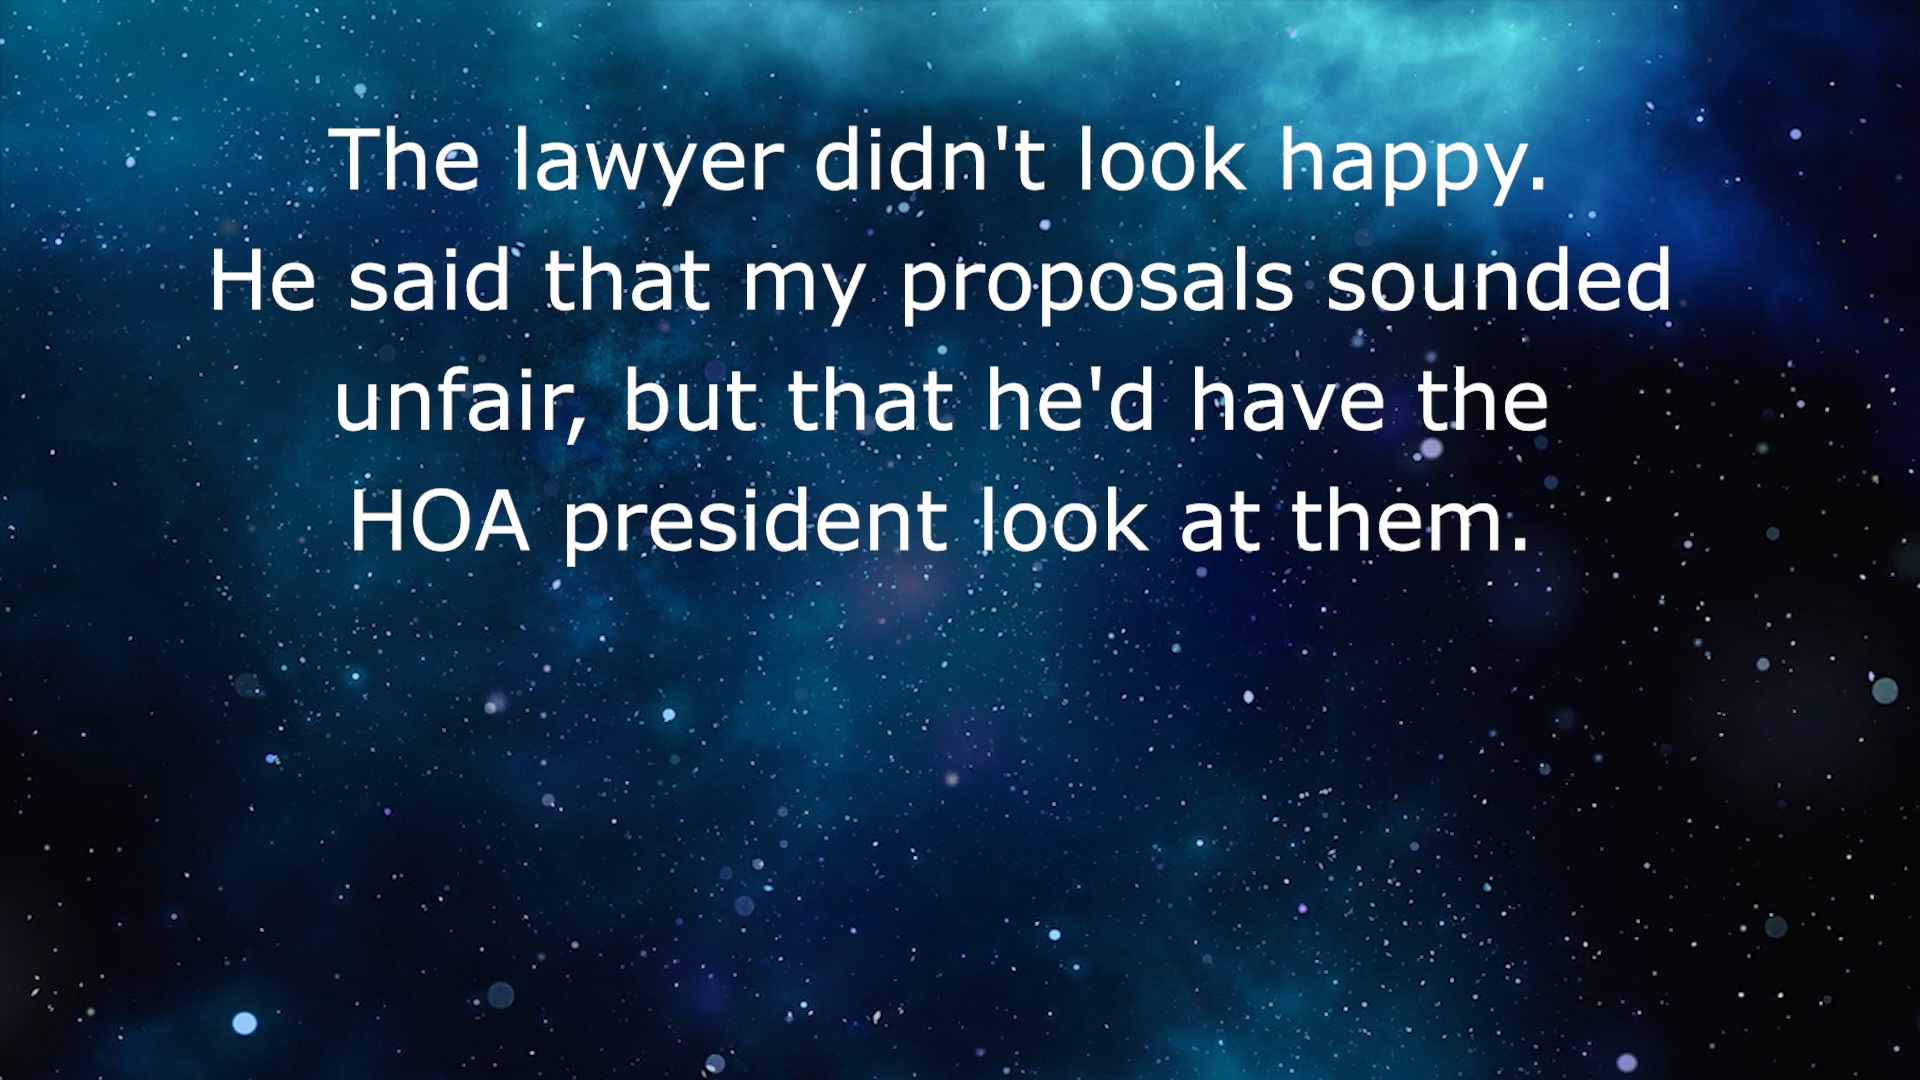 The lawyer didn't look happy.
He said that my proposals sounded
unfair, but that he'd have the
HOA president look at them.